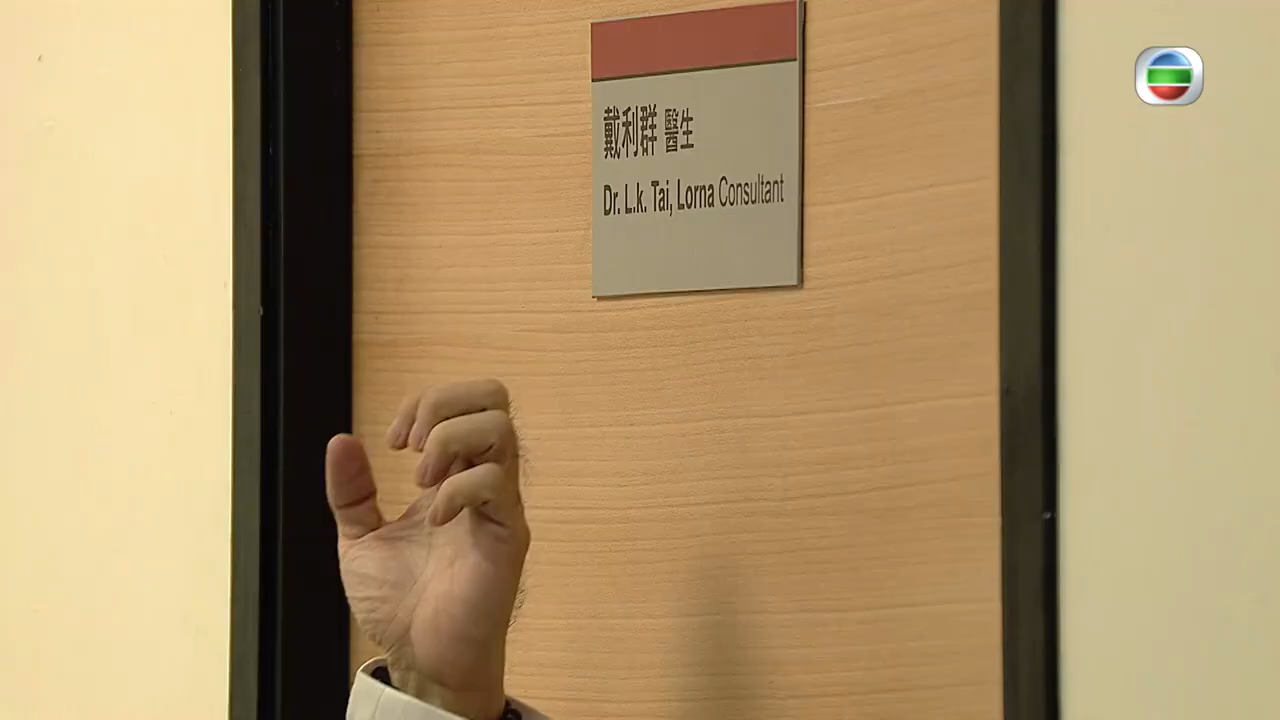 戴利群 醫生
Dr. L.k. Tai, Lorna Consultant